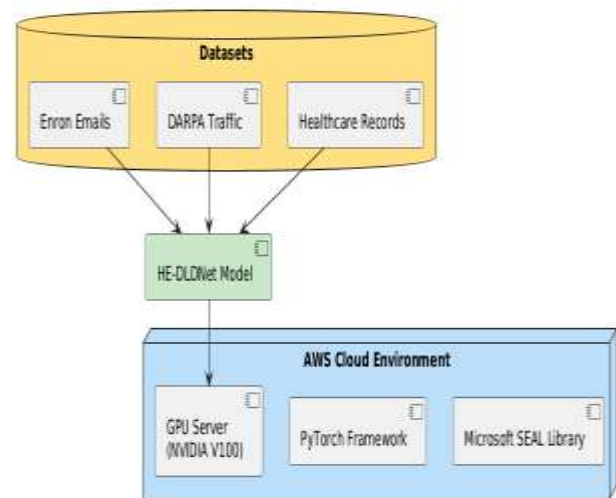 Datasets
Enron Emails
DARPA Traffic
Healthcare Records
HE-DLDNet Model
AWS Cloud Environment
GPU Server
(NVIDIA V100)
PyTorch Framework
Microsoft SEAL Library